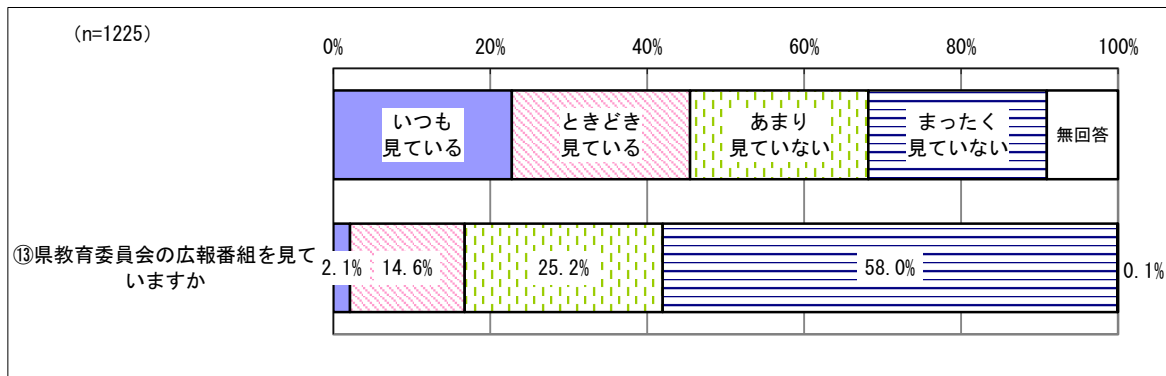 (n=1225)
0%
20%
40%
60%
80%
100%
いつも
見ている
ときどき
見ている
あまり
見ていない
まったく
見ていない
無回答
⑬県教育委員会の広報番組を見て
いますか
2.1%
14.6%
25.2%
58.0%
0.1%